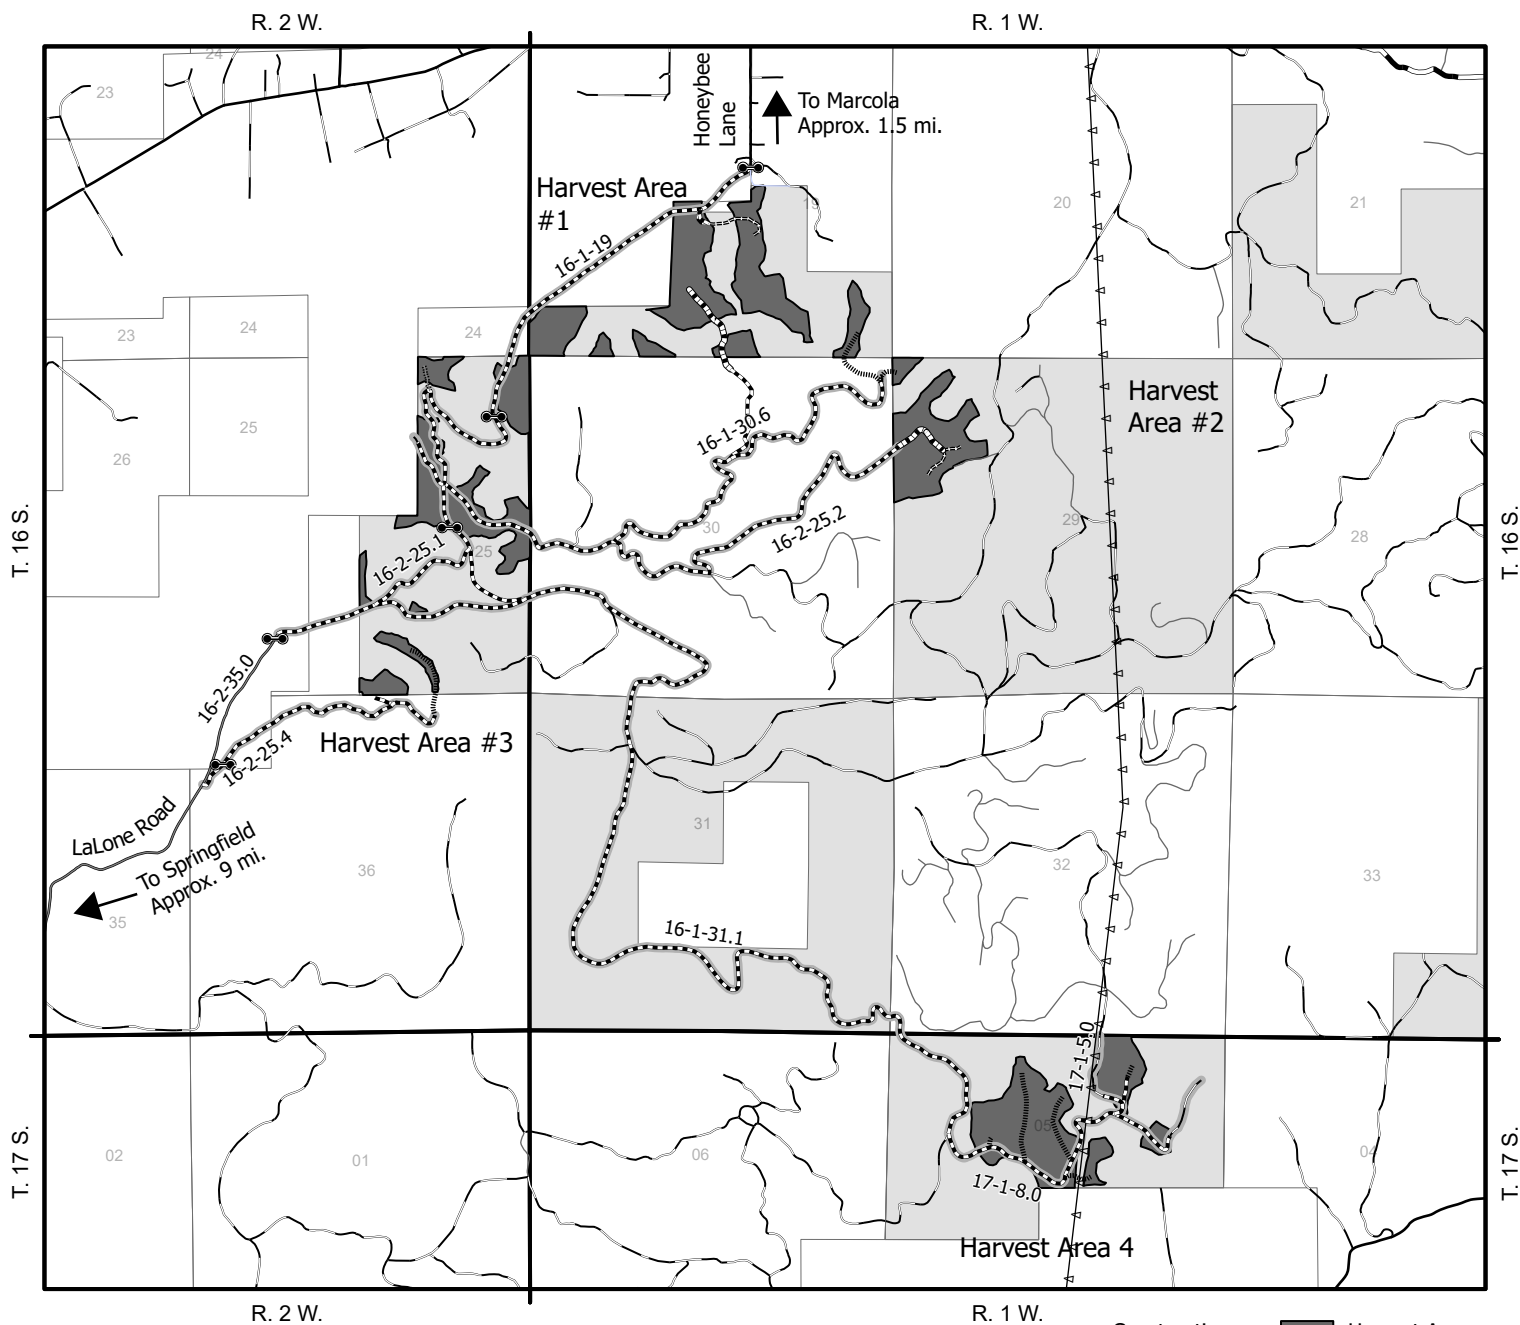 R. 2 W.
R. 1 W.
24
23
Honeybee
Lane
To Marcola
Approx. 1.5 mi.
Harvest Area
#1
19
20
21
16-1-19
23
24
24
Harvest
Area #2
25
26
16-1-30.6
30
16-2-25.2
29
28
T. 16 S.
T. 16 S.
16-2-25.1
25
16-2-35.0
16-2-25.4
Harvest Area #3
LaLone Road
To Springfield
Approx. 9 mi.
31
36
32
33
35
16-1-31.1
17-1-5.0
05
T. 17 S.
T. 17 S.
02
01
06
04
17-1-8.0
Harvest Area 4
R. 2 W.
R. 1 W.